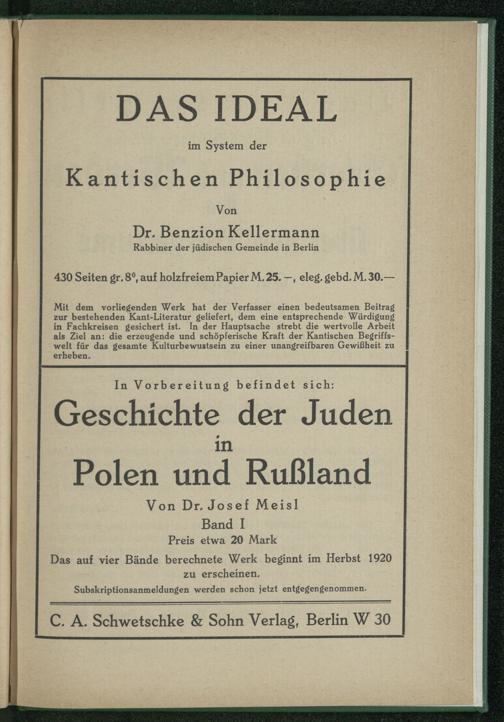 DAS IDEAL
im System der
Kantischen Philosophie
Von
Dr. Benzion Kellermann
Rabbiner der jüdischen Gemeinde in Berlin
430 Seiten gr. 8⁰, auf holzfreiem Papier M. 25. —, eleg. gebd. M. 30.—
Mit dem vorliegenden Werk hat der Verfasser einen bedeutsamen Beitrag
zur bestehenden Kant-Literatur geliefert, dem eine entsprechende Würdigung
in Fachkreisen gesichert ist. In der Hauptsache strebt die wertvolle Arbeit
als Ziel an: die erzeugende und schöpferische Kraft der Kantischen Begriffs-
welt für das gesamte Kulturbewustsein zu einer unangreifbaren Gewißheit zu
erheben.
In Vorbereitung befindet sich:
Geschichte der Juden
in
Polen und Rußland
Von Dr. Josef Meisl
Band I
Preis etwa 20 Mark
Das auf vier Bände berechnete Werk beginnt im Herbst 1920
zu erscheinen.
Subskriptionsanmeldungen werden schon jetzt entgegengenommen.
C. A. Schwetschke & Sohn Verlag, Berlin W 30